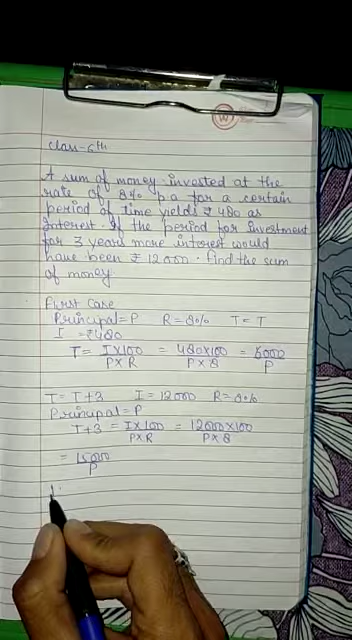 Class-6th
A sum of money invested at the
rate of 8% p a for a certain
period of time yields ₹ 480 as
interest. If the period for investment
for 3 years more interest would
have been ₹ 12000. find the sum
of money
First Case
Principal=P R=8% T=T
I=₹480
T= I×100/P×R = 480×100/P×8 = 6000/P
T=T+3 I=12000 R=8%
Principal=P
T+3 = I×100/P×R = 12000×100/P×8
= 15000/P